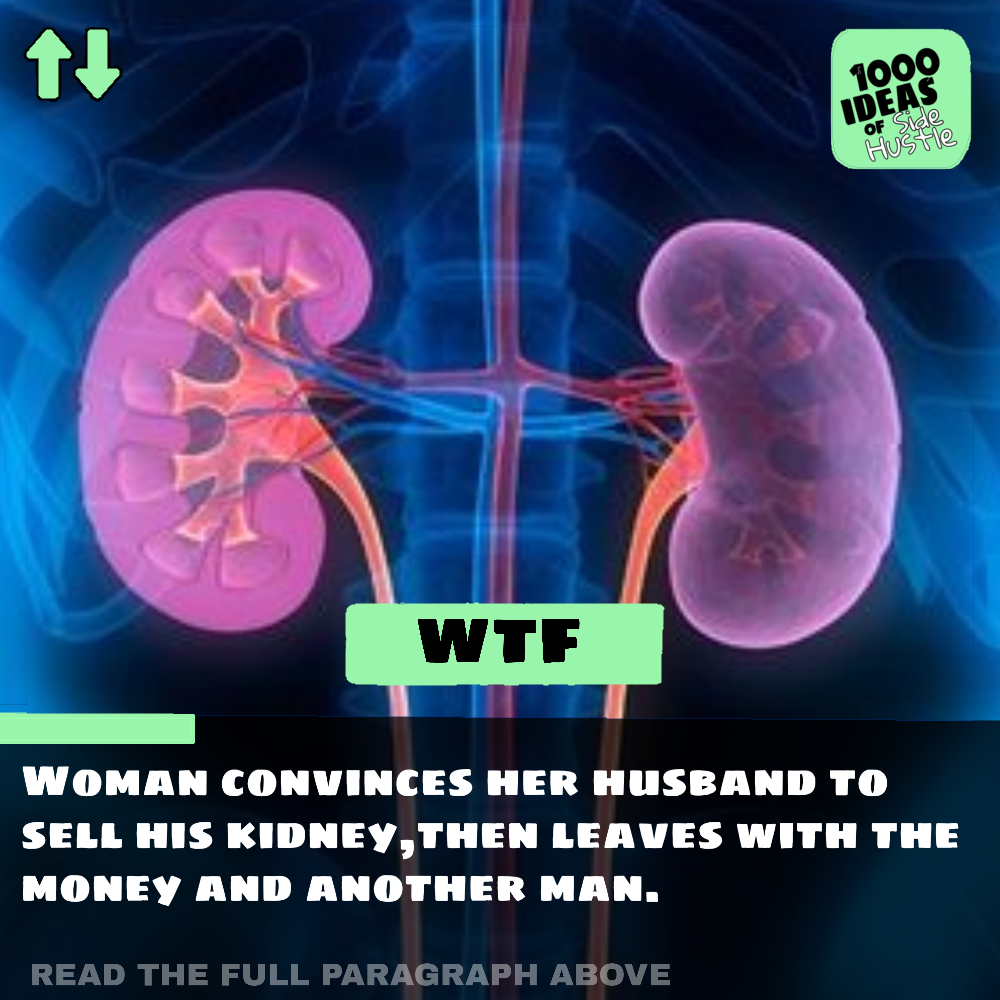 1000
IDEAS
OF Side
Hustle
WTF
Woman convinces her husband to
sell his kidney,then leaves with the
money and another man.
READ THE FULL PARAGRAPH ABOVE